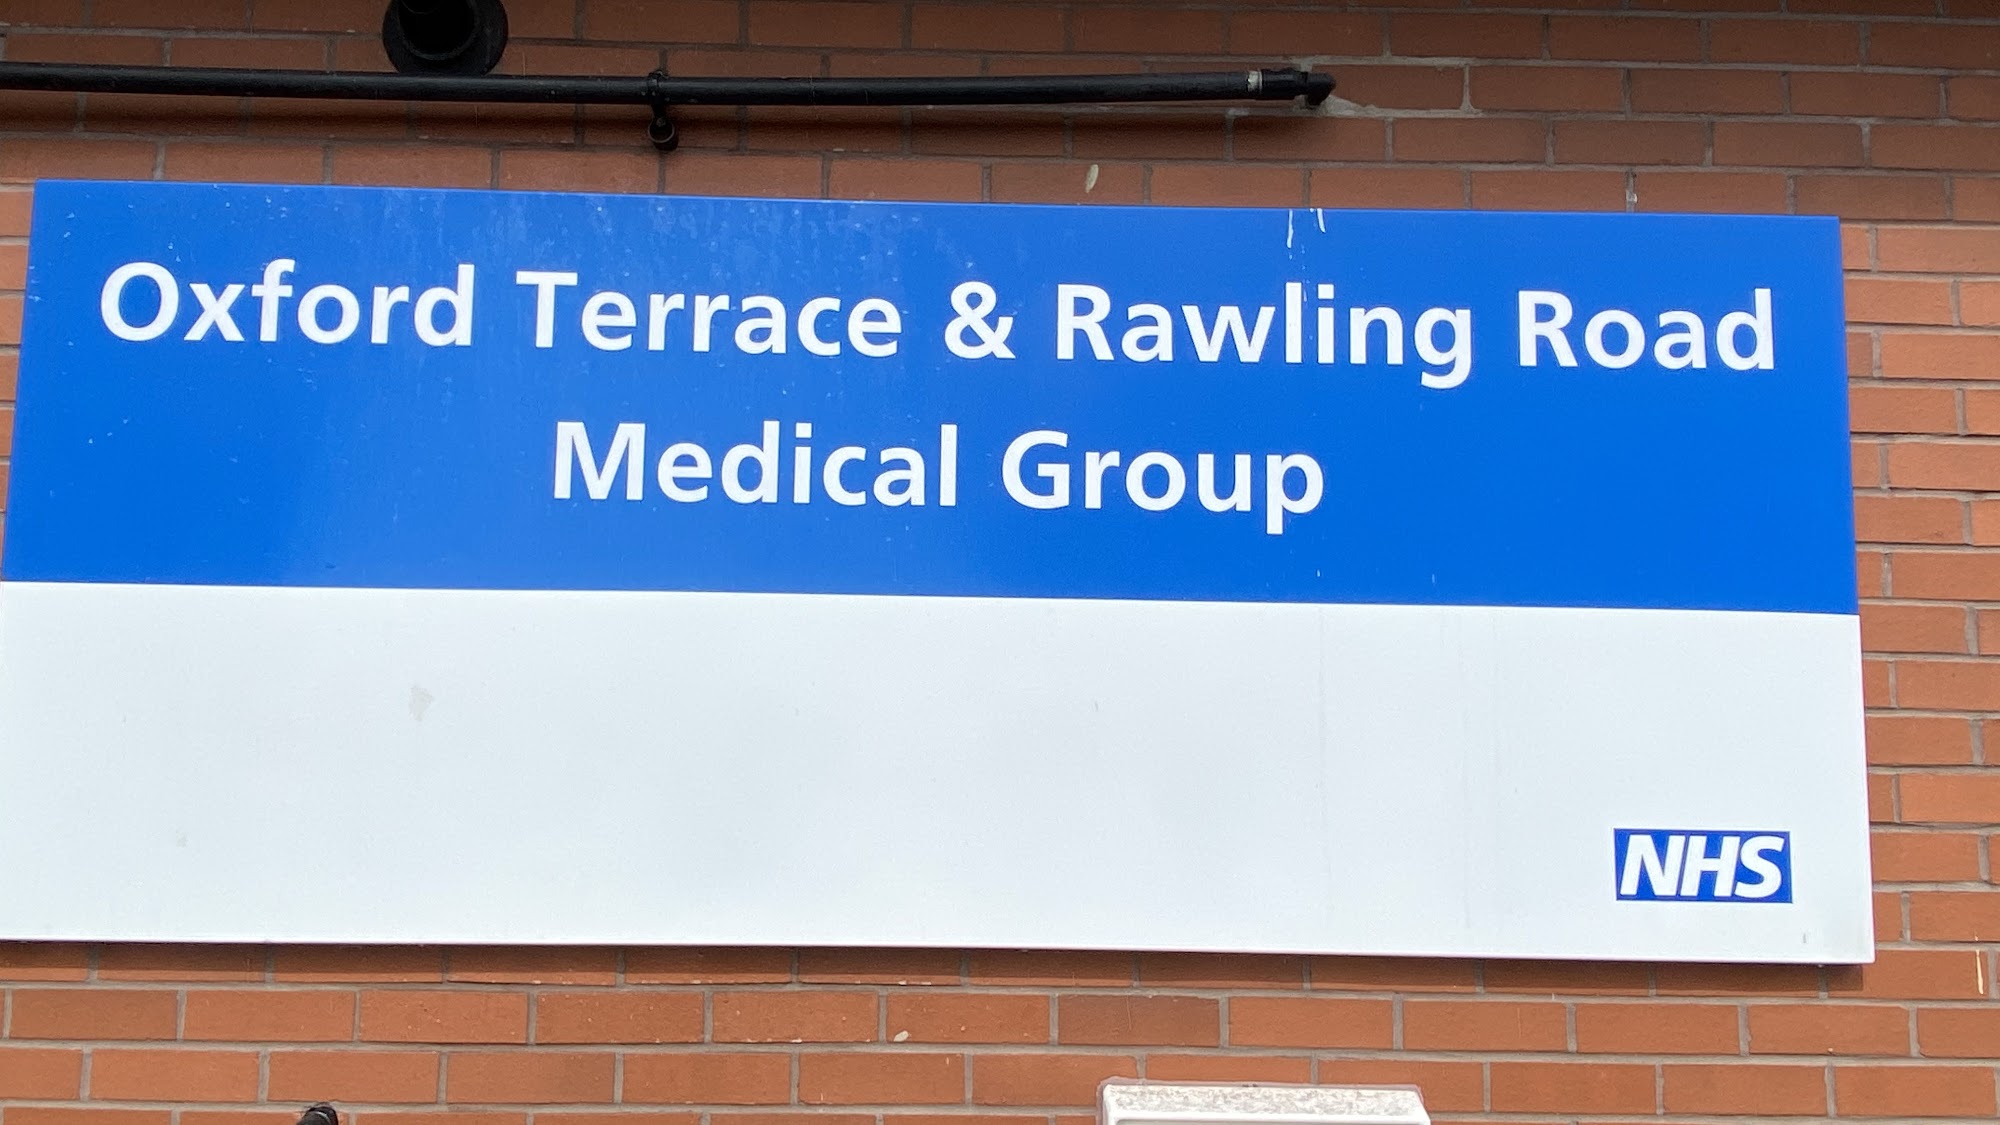 Oxford Terrace & Rawling Road
Medical Group
NHS